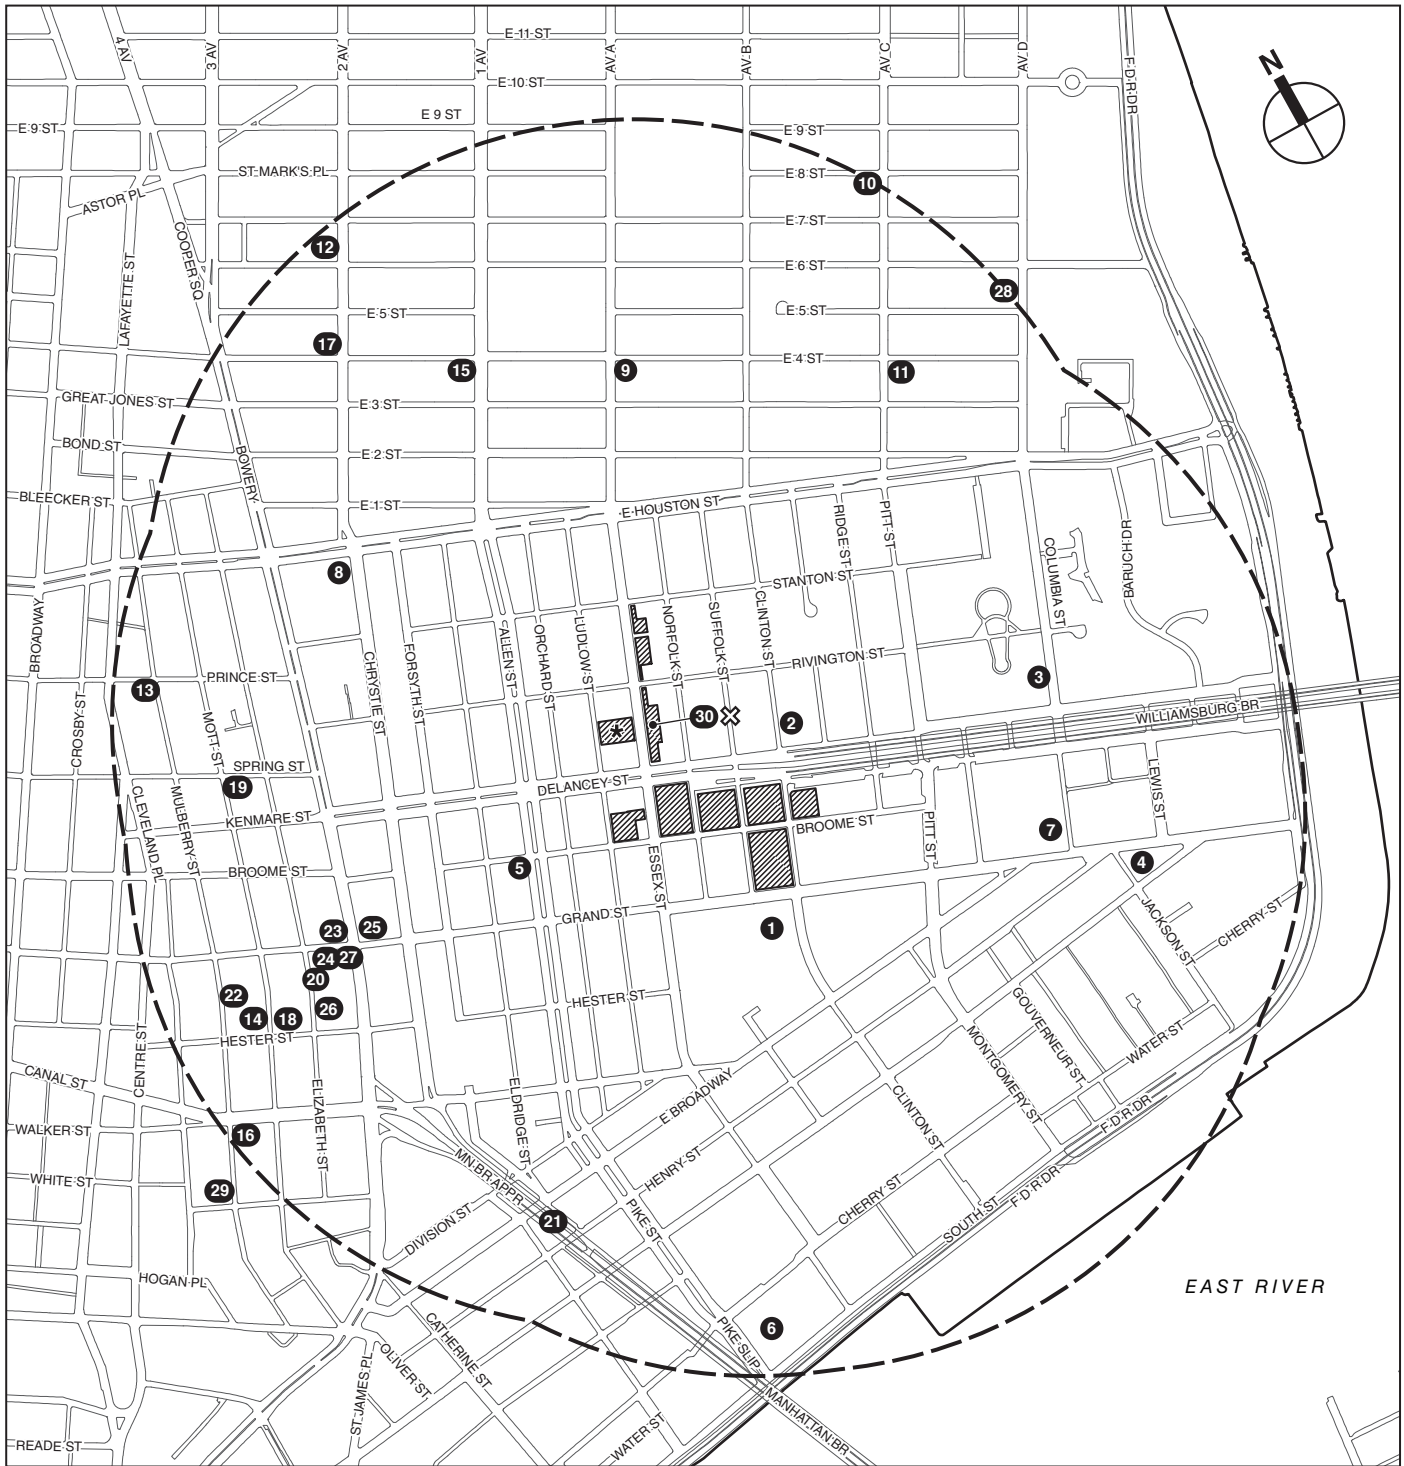 E 11 ST
4 AV
3 AV
2 AV
1 AV
AV A
AV B
AV C
AV D
F D R DR
N
E 10 ST
E 9 ST
E 9 ST
E 9 ST
ST MARK'S PL
E 8 ST
10
ASTOR PL
COOPER SQ
LAFAYETTE ST
E 7 ST
12
E 6 ST
28
E 5 ST
E 5 ST
17
E 4 ST
15
9
11
GREAT JONES ST
E 3 ST
BOND ST
E 2 ST
BOWERY
BLEECKER ST
E 1 ST
E HOUSTON ST
RIDGE ST
PITT ST
8
STANTON ST
COLUMBIA ST
BARUCH DR
BROADWAY
CROSBY ST
ALLEN ST
ORCHARD ST
LUDLOW ST
NORFOLK ST
SUFFOLK ST
CLINTON ST
CHRYSTIE ST
FORSYTH ST
RIVINGTON ST
PRINCE ST
13
3
MOTT ST
30
2
WILLIAMSBURG BR
SPRING ST
19
DELANCEY ST
LEWIS ST
CLEVELAND PL
MULBERRY ST
KENMARE ST
BROOME ST
PITT ST
7
BROOME ST
5
ESSEX ST
4
GRAND ST
1
JACKSON ST
CHERRY ST
23
25
24
27
20
22
26
14
18
HESTER ST
HESTER ST
GOUVERNEUR ST
WATER ST
MONTGOMERY ST
CENTRE ST
CANAL ST
ELIZABETH ST
ELDRIDGE ST
E BROADWAY
CLINTON ST
F D R DR
WALKER ST
16
MN BR APPR
HENRY ST
WHITE ST
29
CHERRY ST
SOUTH ST
F D R DR
DIVISION ST
21
PIKE ST
HOGAN PL
EAST RIVER
CATHERINE ST
OLIVER ST
ST JAMES PL
PIKE SLIP
6
MANHATTAN BR
WATER ST
READE ST